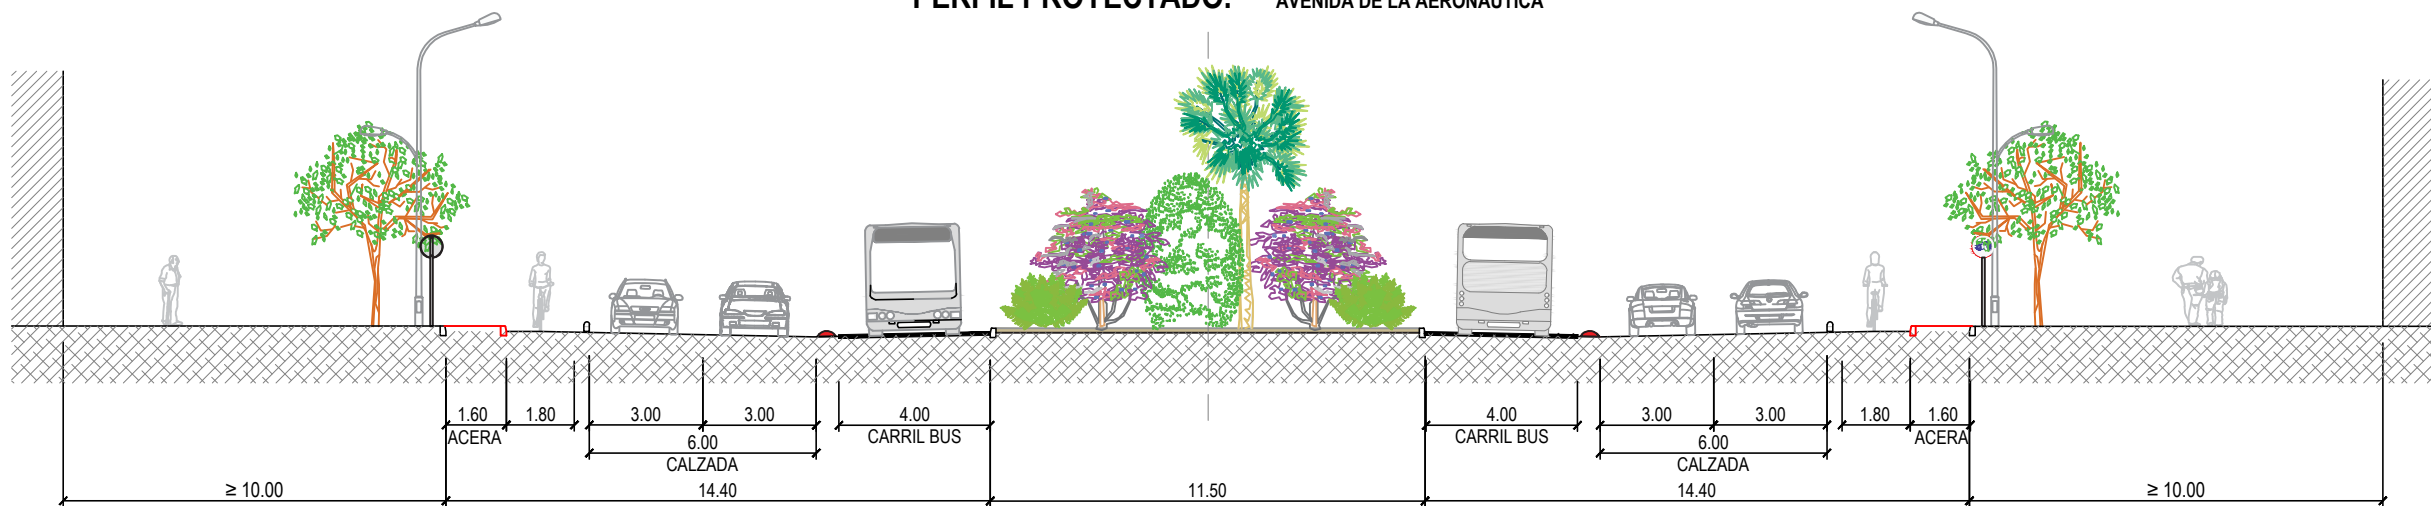 PERFIL PROYECTADO. AVENIDA DE LA AERONÁUTICA
1.60 1.80 3.00 3.00 4.00 4.00 3.00 3.00 1.80 1.60
ACERA CARRIL BUS CARRIL BUS ACERA
6.00 6.00
CALZADA CALZADA
≥ 10.00 14.40 11.50 14.40 ≥ 10.00